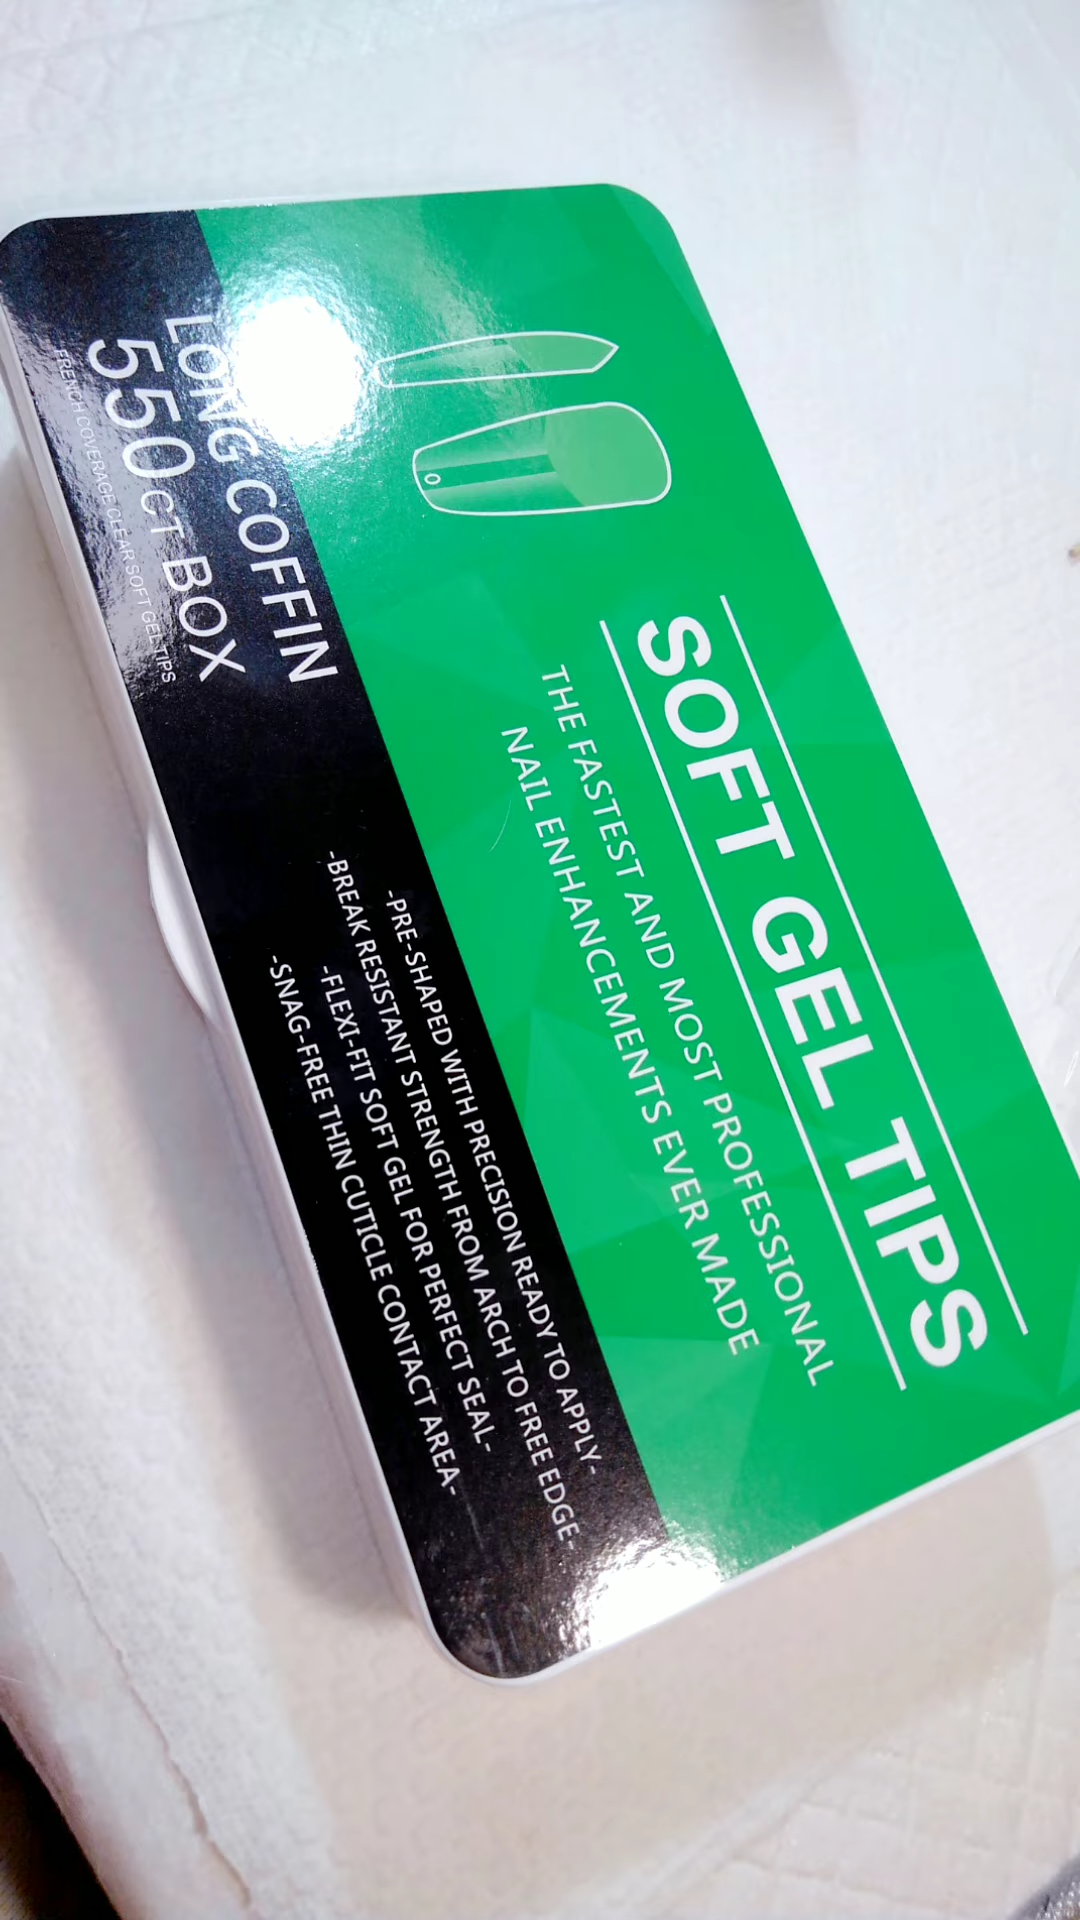 SOFT GEL TIPS
THE FASTEST AND MOST PROFESSIONAL
NAIL ENHANCEMENTS EVER MADE
0
LONG COFFIN
550CT BOX
FRENCH COVERAGE CLEAR SOFT GEL TIPS
-PRE-SHAPED WITH PRECISION READY TO APPLY-
-BREAK RESISTANT STRENGTH FROM ARCH TO FREE EDGE-
-FLEXI-FIT SOFT GEL FOR PERFECT SEAL-
-SNAG-FREE THIN CUTICLE CONTACT AREA-